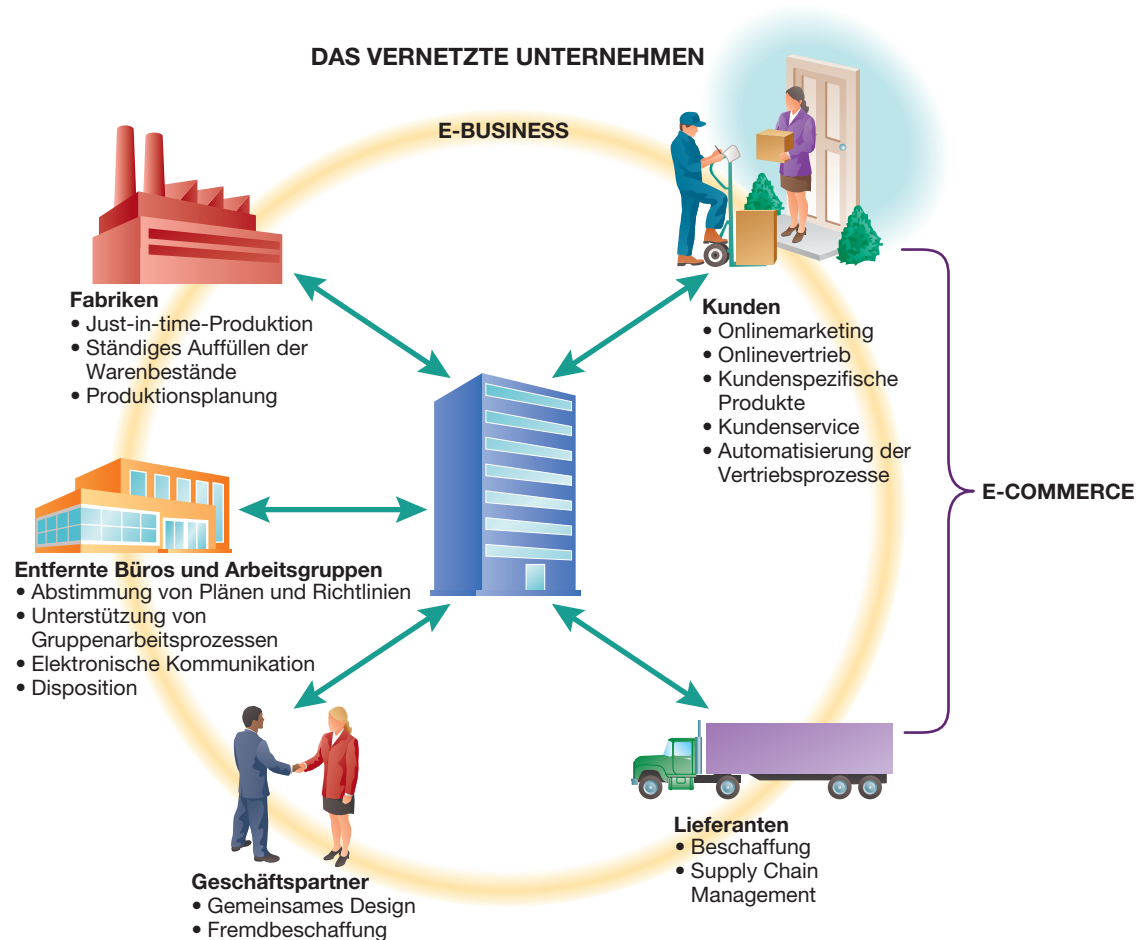 DAS VERNETZTE UNTERNEHMEN
E-BUSINESS
Fabriken
• Just-in-time-Produktion
• Ständiges Auffüllen der
Warenbestände
• Produktionsplanung
Kunden
• Onlinemarketing
• Onlinevertrieb
• Kundenspezifische
Produkte
• Kundenservice
• Automatisierung der
Vertriebsprozesse
E-COMMERCE
Entfernte Büros und Arbeitsgruppen
• Abstimmung von Plänen und Richtlinien
• Unterstützung von
Gruppenarbeitsprozessen
• Elektronische Kommunikation
• Disposition
Lieferanten
• Beschaffung
• Supply Chain
Management
Geschäftspartner
• Gemeinsames Design
• Fremdbeschaffung